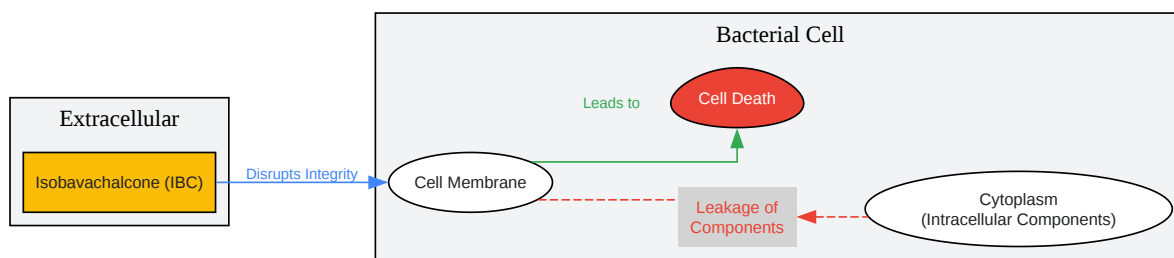 Bacterial Cell
Extracellular
Leads to
Cell Death
Isobavachalcone (IBC)
Disrupts Integrity
Cell Membrane
Leakage of
Components
Cytoplasm
(Intracellular Components)